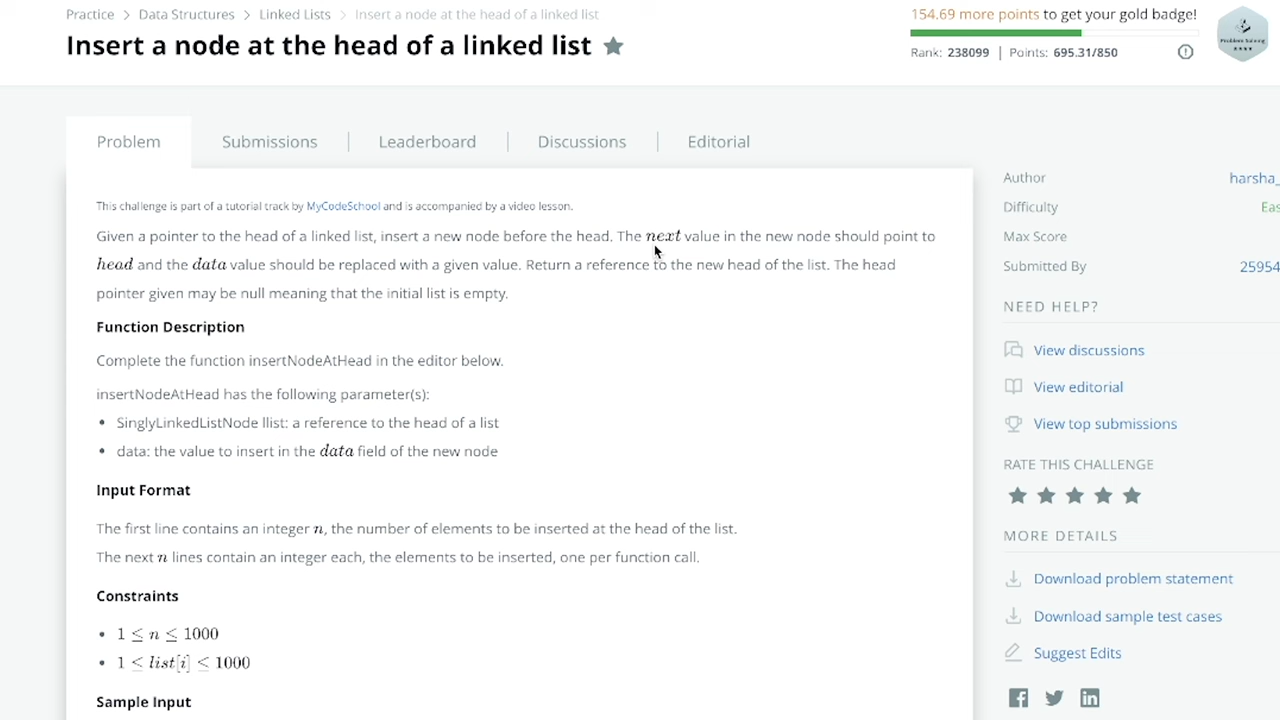 Practice > Data Structures > Linked Lists > Insert a node at the head of a linked list
154.69 more points to get your gold badge!
Insert a node at the head of a linked list
Rank: 238099 | Points: 695.31/850
Problem Solving
Problem
Submissions
Leaderboard
Discussions
Editorial
This challenge is part of a tutorial track by MyCodeSchool and is accompanied by a video lesson.
Given a pointer to the head of a linked list, insert a new node before the head. The next value in the new node should point to
head and the data value should be replaced with a given value. Return a reference to the new head of the list. The head
pointer given may be null meaning that the initial list is empty.
Function Description
Complete the function insertNodeAtHead in the editor below.
insertNodeAtHead has the following parameter(s):
• SinglyLinkedListNode llist: a reference to the head of a list
• data: the value to insert in the data field of the new node
Input Format
The first line contains an integer n, the number of elements to be inserted at the head of the list.
The next n lines contain an integer each, the elements to be inserted, one per function call.
Constraints
• 1 ≤ n ≤ 1000
• 1 ≤ list[i] ≤ 1000
Sample Input
Author harsha_
Difficulty Eas
Max Score
Submitted By 25954
NEED HELP?
View discussions
View editorial
View top submissions
RATE THIS CHALLENGE
MORE DETAILS
Download problem statement
Download sample test cases
Suggest Edits